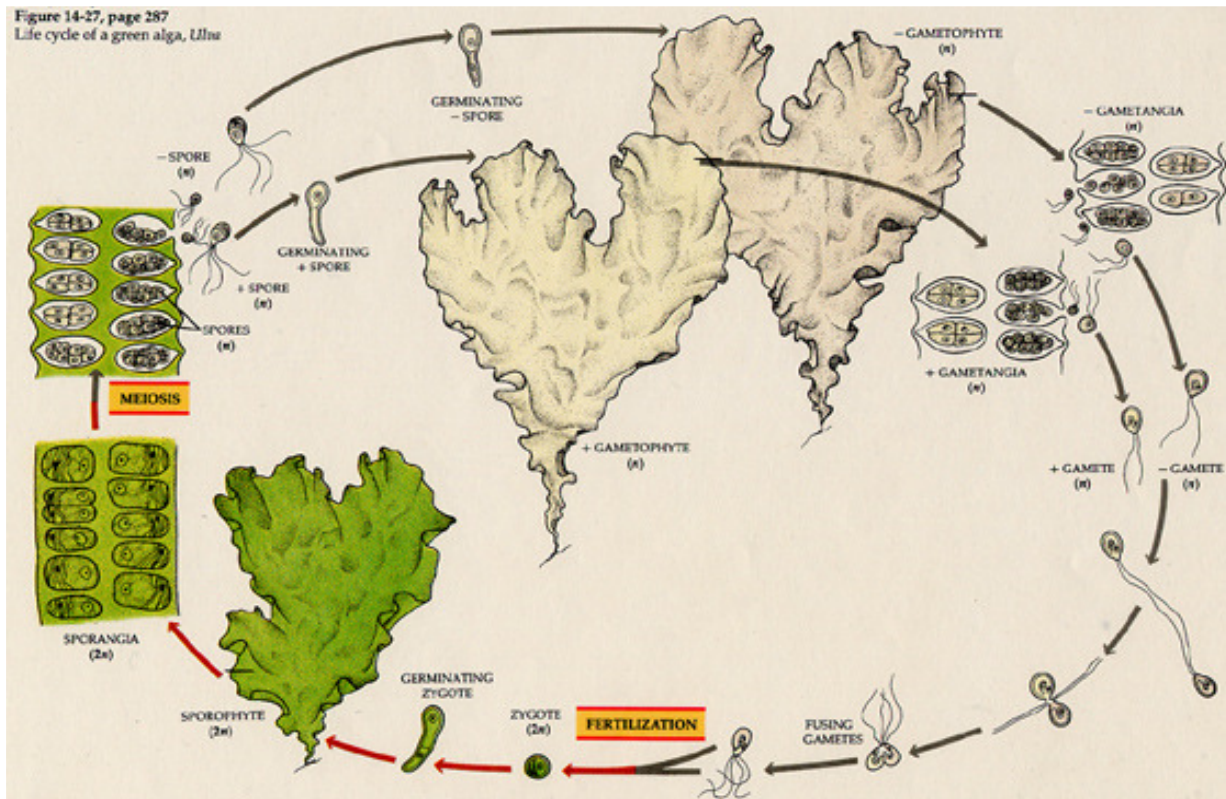 Figure 14-27, page 287
Life cycle of a green alga, Ulva
GERMINATING
– SPORE
– GAMETOPHYTE
(n)
– GAMETANGIA
(n)
– SPORE
(n)
GERMINATING
+ SPORE
+ SPORE
(n)
SPORES
(n)
+ GAMETANGIA
(n)
MEIOSIS
+ GAMETOPHYTE
(n)
+ GAMETE
(n)
– GAMETE
(n)
SPORANGIA
(2n)
SPOROPHYTE
(2n)
GERMINATING
ZYGOTE
ZYGOTE
(2n)
FERTILIZATION
FUSING
GAMETES